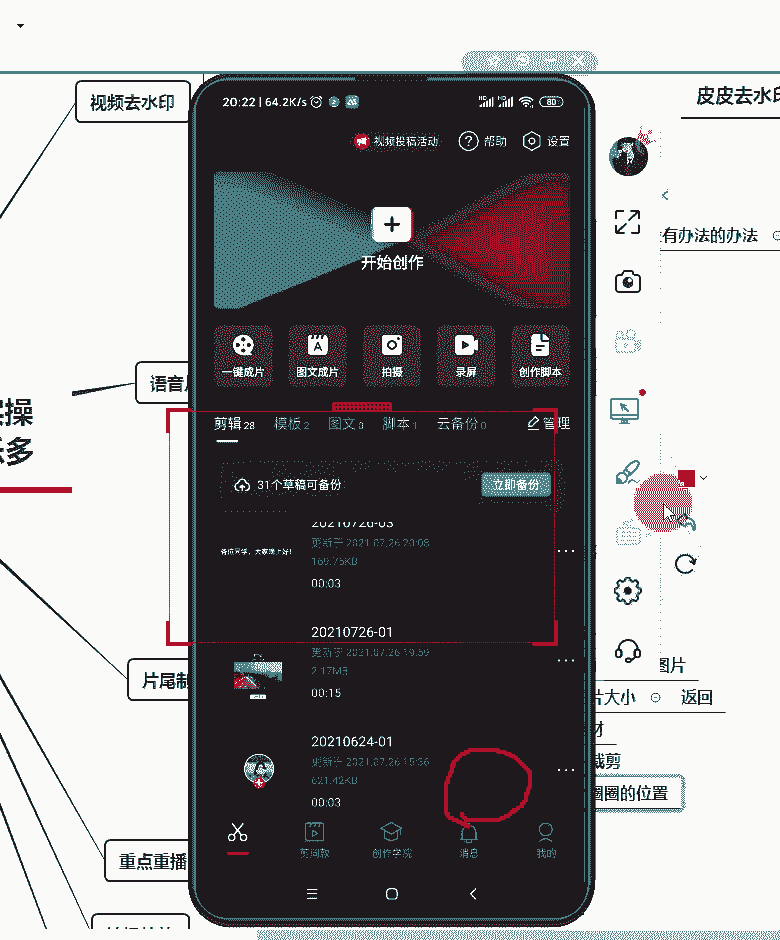 视频去水印
皮皮去水印
20:22 | 64.2K/s
80
视频投稿活动
帮助
设置
开始创作
有办法的办法
一键成片
图文成片
拍摄
录屏
创作脚本
语音
实操
乐多
剪辑 28
模板 2
图文 0
脚本 1
云备份 0
管理
31个草稿可备份
立即备份
20210726-03
更新于 2021.07.26 20:08
169.75KB
00:03
各位同学，大家晚上好！
20210726-01
更新于 2021.07.26 19:59
2.17MB
00:15
片尾制
图片
片大小
返回
材
裁剪
圈圈的位置
20210624-01
更新于 2021.06.24 15:36
621.42KB
00:03
剪同款
创作学院
消息
我的
重点重播